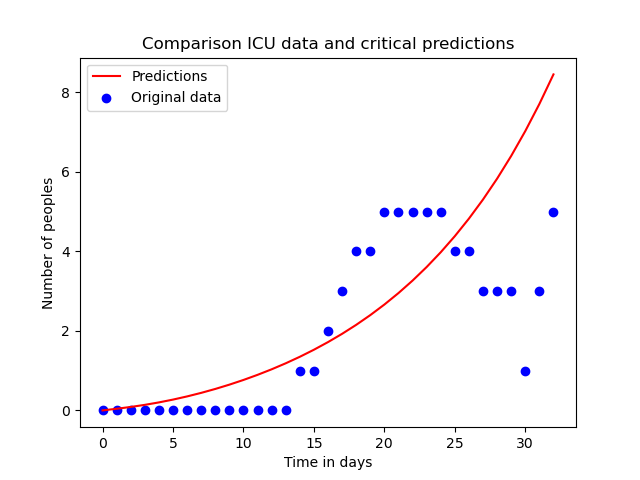 Comparison ICU data and critical predictions
Predictions
Original data
8
6
4
2
0
Number of peoples
0 5 10 15 20 25 30
Time in days